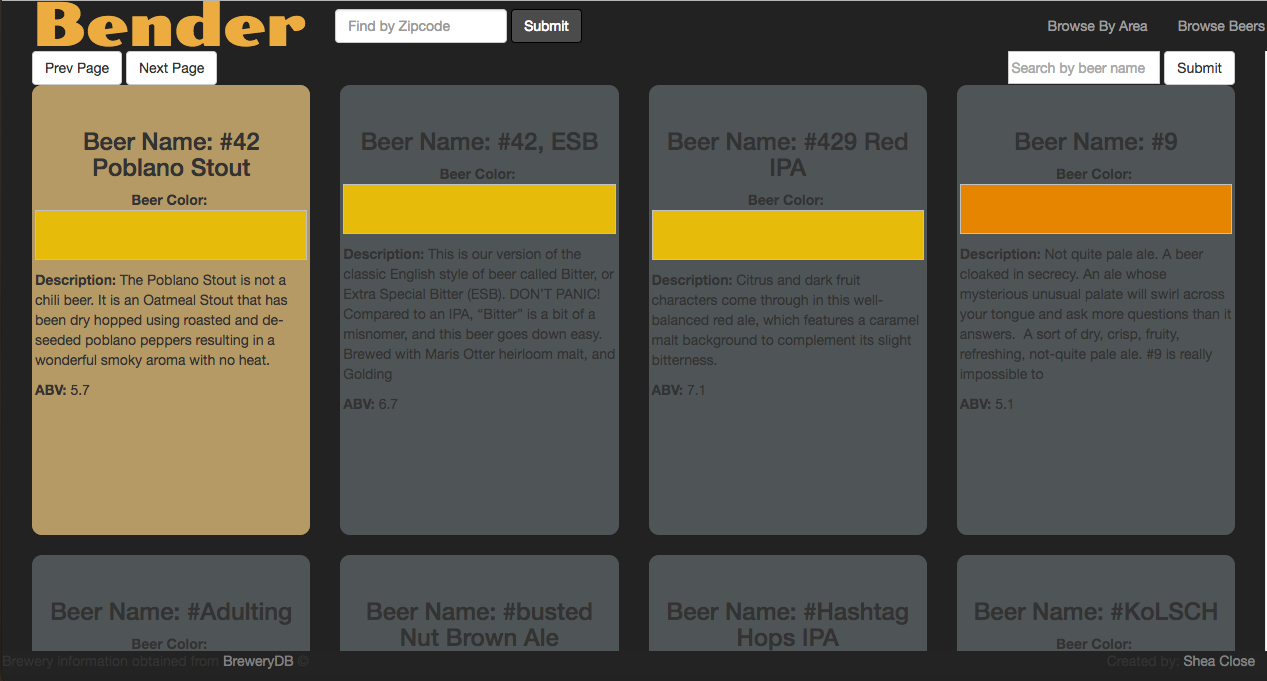 Bender
Find by Zipcode
Submit
Browse By Area
Browse Beers
Prev Page
Next Page
Search by beer name
Submit
Beer Name: #42
Poblano Stout
Beer Color:
Description: The Poblano Stout is not a
chili beer. It is an Oatmeal Stout that has
been dry hopped using roasted and de-
seeded poblano peppers resulting in a
wonderful smoky aroma with no heat.
ABV: 5.7
Beer Name: #42, ESB
Beer Color:
Description: This is our version of the
classic English style of beer called Bitter, or
Extra Special Bitter (ESB). DON'T PANIC!
Compared to an IPA, “Bitter” is a bit of a
misnomer, and this beer goes down easy.
Brewed with Maris Otter heirloom malt, and
Golding
ABV: 6.7
Beer Name: #429 Red
IPA
Beer Color:
Description: Citrus and dark fruit
characters come through in this well-
balanced red ale, which features a caramel
malt background to complement its slight
bitterness.
ABV: 7.1
Beer Name: #9
Beer Color:
Description: Not quite pale ale. A beer
cloaked in secrecy. An ale whose
mysterious unusual palate will swirl across
your tongue and ask more questions than it
answers.  A sort of dry, crisp, fruity,
refreshing, not-quite pale ale. #9 is really
impossible to
ABV: 5.1
Beer Name: #Adulting
Beer Color:
Beer Name: #busted
Nut Brown Ale
Beer Name: #Hashtag
Hops IPA
Beer Name: #KoLSCH
Beer Color:
Brewery information obtained from BreweryDB ©
Created by: Shea Close